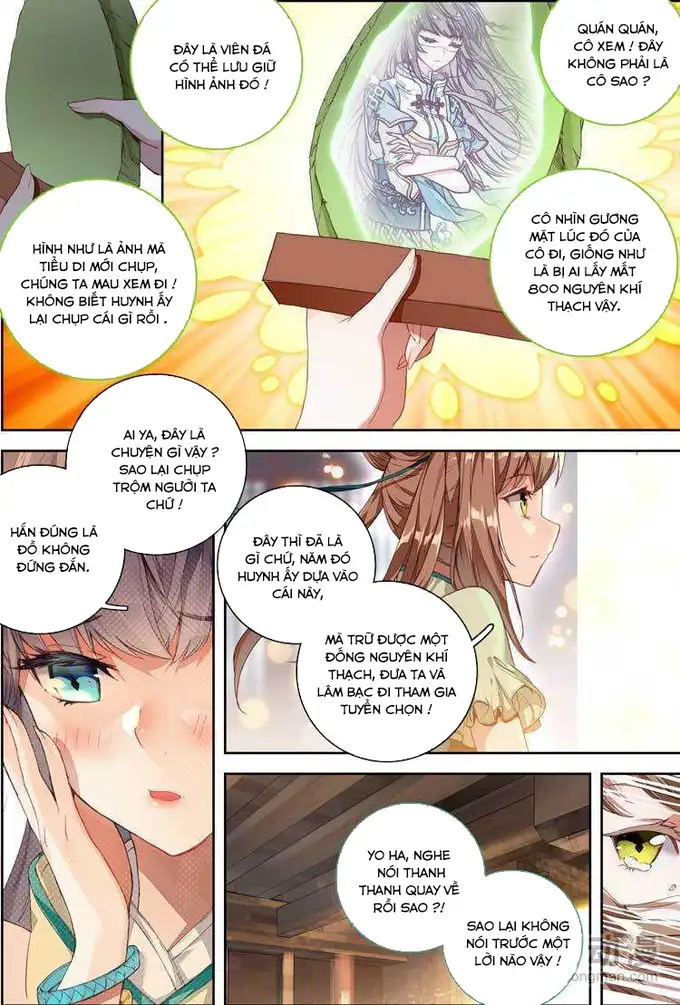 ĐÂY LÀ VIÊN ĐÁ
CÓ THỂ LƯU GIỮ
HÌNH ẢNH ĐÓ !
QUÁN QUÁN,
CÔ XEM ! ĐÂY
KHÔNG PHẢI LÀ
CÔ SAO ?
HÌNH NHƯ LÀ ẢNH MÀ
TIỂU DI MỚI CHỤP,
CHÚNG TA MAU XEM ĐI !
KHÔNG BIẾT HUYNH ẤY
LẠI CHỤP CÁI GÌ RỒI .
CÔ NHÌN GƯƠNG
MẶT LÚC ĐÓ CỦA
CÔ ĐI, GIỐNG NHƯ
LÀ BỊ AI LẤY MẤT
800 NGUYÊN KHÍ
THẠCH VẬY.
AI YA, ĐÂY LÀ
CHUYỆN GÌ VẬY ?
SAO LẠI CHỤP
TRỘM NGƯỜI TA
CHỨ !
HẮN ĐÚNG LÀ
ĐỒ KHÔNG
ĐỨNG ĐẮN.
ĐÂY THÌ ĐÃ LÀ
GÌ CHỨ, NĂM ĐÓ
HUYNH ẤY DỰA VÀO
CÁI NÀY,
MÀ TRỮ ĐƯỢC MỘT
ĐỐNG NGUYÊN KHÍ
THẠCH, ĐƯA TA VÀ
LÂM BẠC ĐI THAM GIA
TUYỂN CHỌN !
YO HA, NGHE
NÓI THANH
THANH QUAY VỀ
RỒI SAO ?!
SAO LẠI KHÔNG
NÓI TRƯỚC MỘT
LỜI NÀO VẬY !
动漫
ongman.com